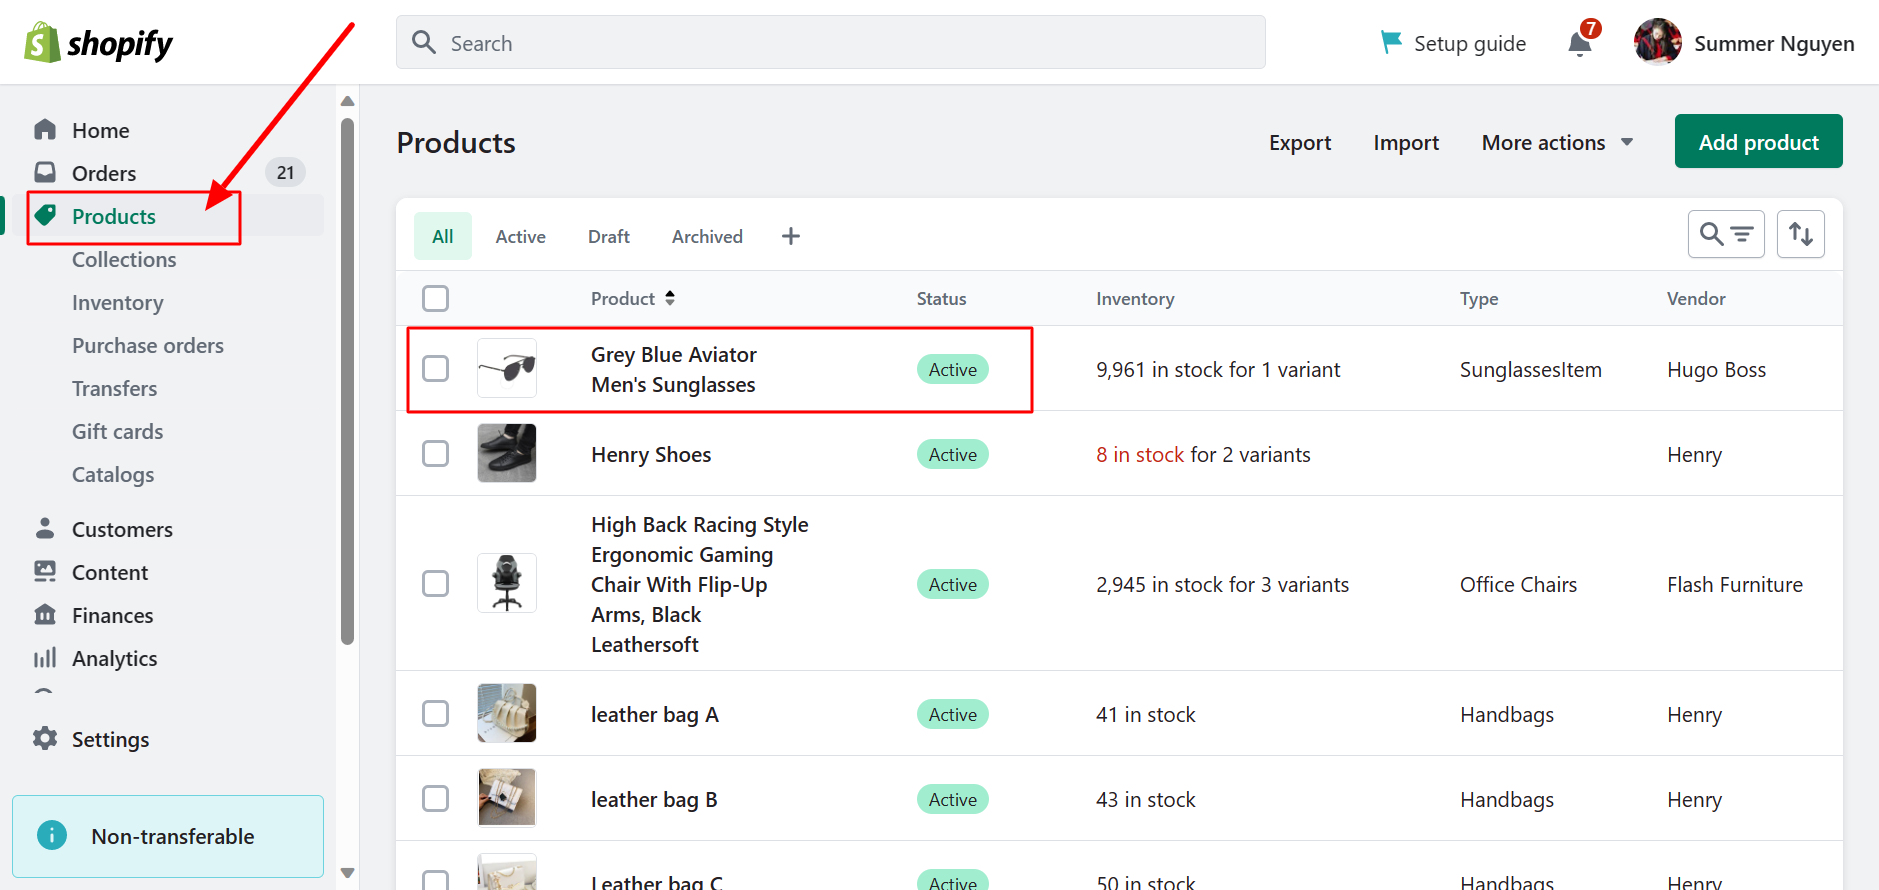 shopify
Search
Setup guide
7
Summer Nguyen
Home
Orders
21
Products
Collections
Inventory
Purchase orders
Transfers
Gift cards
Catalogs
Customers
Content
Finances
Analytics
Settings
Non-transferable
Products
Export
Import
More actions
Add product
All
Active
Draft
Archived
Product
Status
Inventory
Type
Vendor
Grey Blue Aviator
Men's Sunglasses
Active
9,961 in stock for 1 variant
SunglassesItem
Hugo Boss
Henry Shoes
Active
8 in stock for 2 variants
Henry
High Back Racing Style
Ergonomic Gaming
Chair With Flip-Up
Arms, Black
Leathersoft
Active
2,945 in stock for 3 variants
Office Chairs
Flash Furniture
leather bag A
Active
41 in stock
Handbags
Henry
leather bag B
Active
43 in stock
Handbags
Henry
Leather bag C
Active
50 in stock
Handbags
Henry